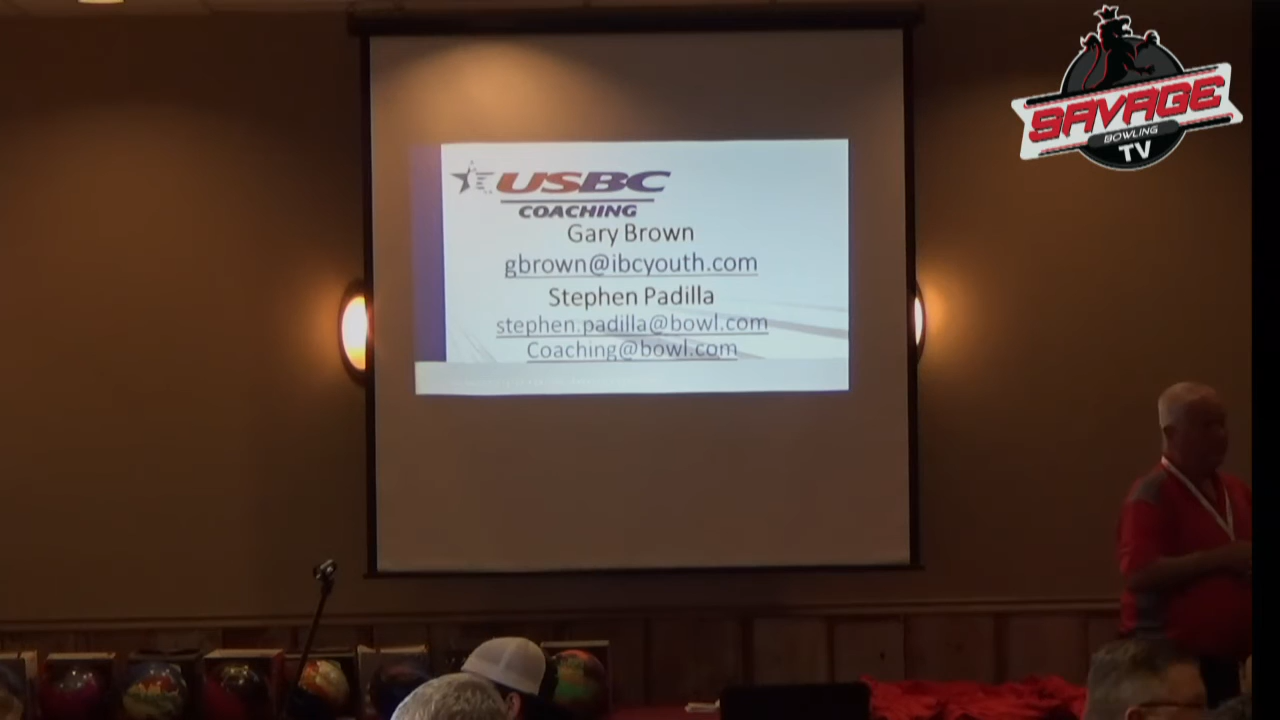 USBC
COACHING
Gary Brown
gbrown@ibcyouth.com
Stephen Padilla
stephen.padilla@bowl.com
Coaching@bowl.com
SAVAGE
BOWLING
TV